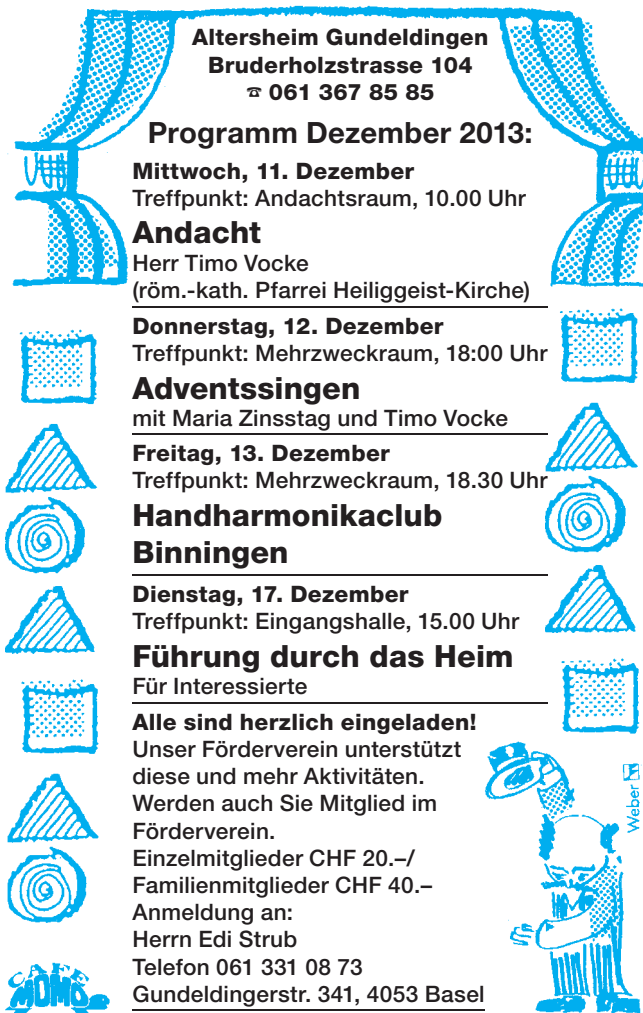 Altersheim Gundeldingen
Bruderholzstrasse 104
☎ 061 367 85 85
Programm Dezember 2013:
Mittwoch, 11. Dezember
Treffpunkt: Andachtsraum, 10.00 Uhr
Andacht
Herr Timo Vocke
(röm.-kath. Pfarrei Heiliggeist-Kirche)
Donnerstag, 12. Dezember
Treffpunkt: Mehrzweckraum, 18:00 Uhr
Adventssingen
mit Maria Zinsstag und Timo Vocke
Freitag, 13. Dezember
Treffpunkt: Mehrzweckraum, 18.30 Uhr
Handharmonikaclub
Binningen
Dienstag, 17. Dezember
Treffpunkt: Eingangshalle, 15.00 Uhr
Führung durch das Heim
Für Interessierte
Alle sind herzlich eingeladen!
Unser Förderverein unterstützt
diese und mehr Aktivitäten.
Werden auch Sie Mitglied im
Förderverein.
Einzelmitglieder CHF 20.–/
Familienmitglieder CHF 40.–
Anmeldung an:
Herrn Edi Strub
Telefon 061 331 08 73
Gundeldingerstr. 341, 4053 Basel
CAFE
MOMO
Weber